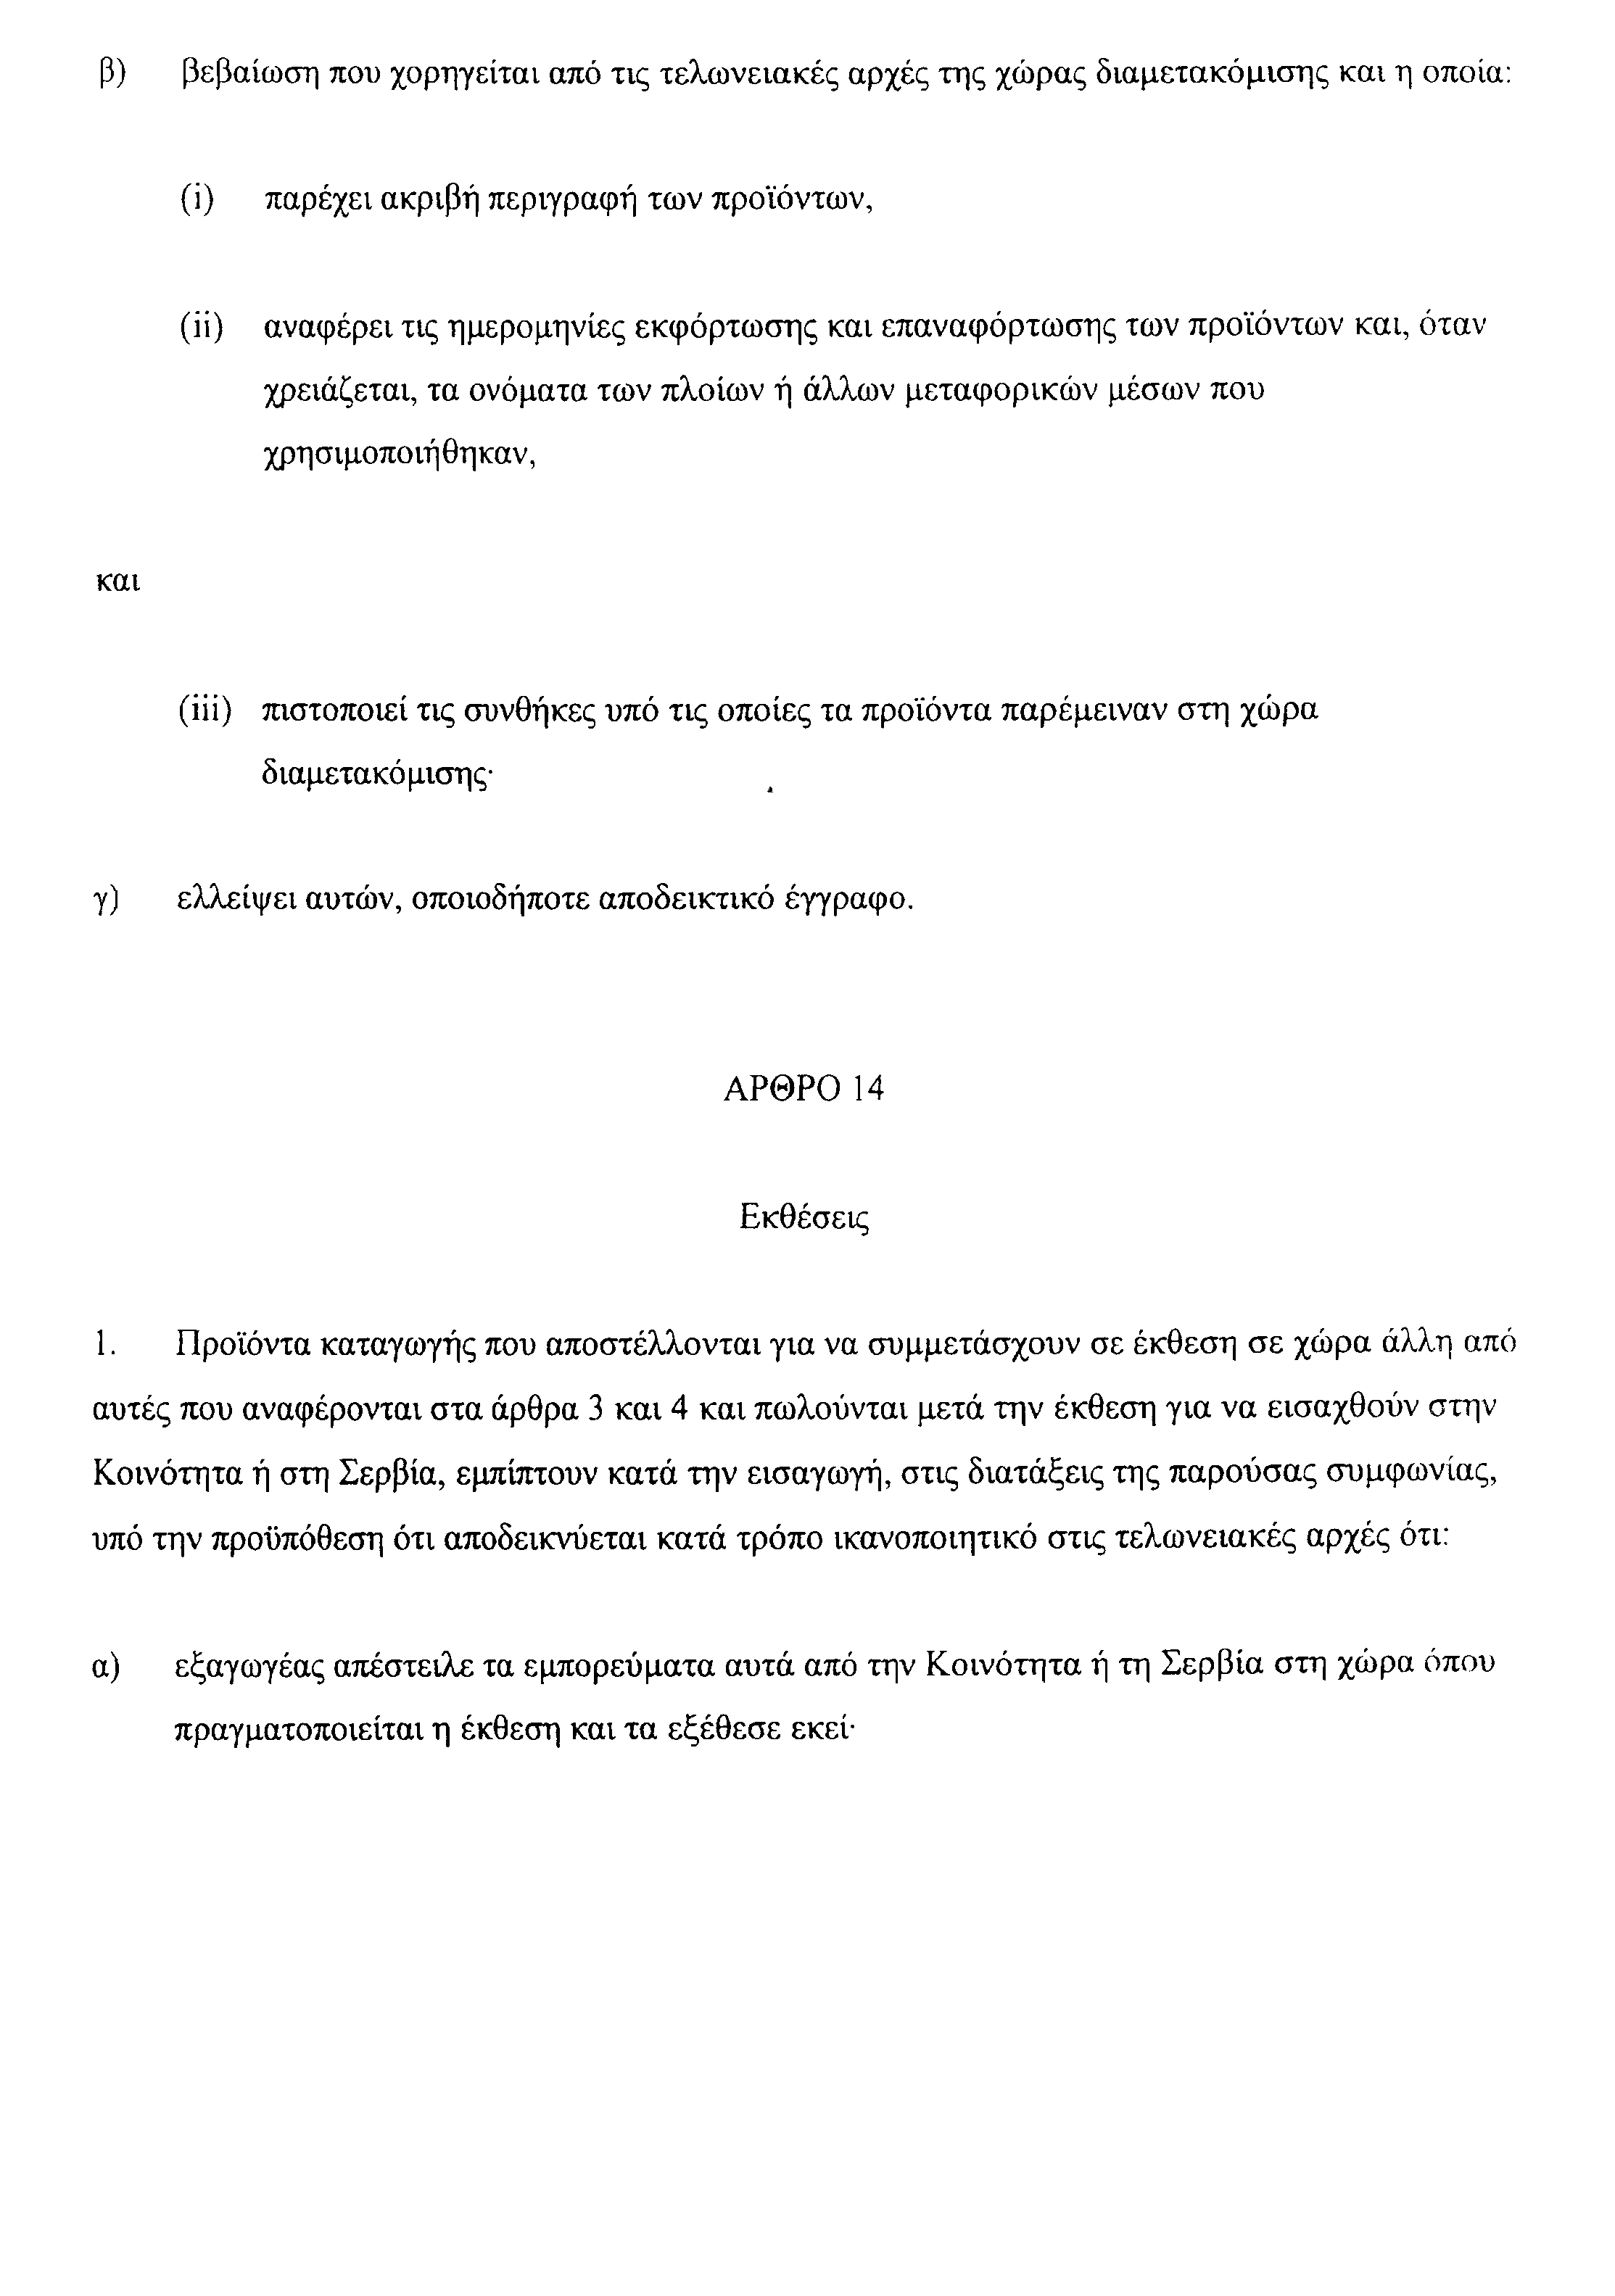 β) βεβαίωση που χορηγείται από τις τελωνειακές αρχές της χώρας διαμετακόμισης και η οποία:
(i) παρέχει ακριβή περιγραφή των προϊόντων,
(ii) αναφέρει τις ημερομηνίες εκφόρτωσης και επαναφόρτωσης των προϊόντων και, όταν
χρειάζεται, τα ονόματα των πλοίων ή άλλων μεταφορικών μέσων που
χρησιμοποιήθηκαν,
και
(iii) πιστοποιεί τις συνθήκες υπό τις οποίες τα προϊόντα παρέμειναν στη χώρα
διαμετακόμισης·
γ) ελλείψει αυτών, οποιοδήποτε αποδεικτικό έγγραφο.
ΑΡΘΡΟ 14
Εκθέσεις
1. Προϊόντα καταγωγής που αποστέλλονται για να συμμετάσχουν σε έκθεση σε χώρα άλλη από
αυτές που αναφέρονται στα άρθρα 3 και 4 και πωλούνται μετά την έκθεση για να εισαχθούν στην
Κοινότητα ή στη Σερβία, εμπίπτουν κατά την εισαγωγή, στις διατάξεις της παρούσας συμφωνίας,
υπό την προϋπόθεση ότι αποδεικνύεται κατά τρόπο ικανοποιητικό στις τελωνειακές αρχές ότι:
α) εξαγωγέας απέστειλε τα εμπορεύματα αυτά από την Κοινότητα ή τη Σερβία στη χώρα όπου
πραγματοποιείται η έκθεση και τα εξέθεσε εκεί·